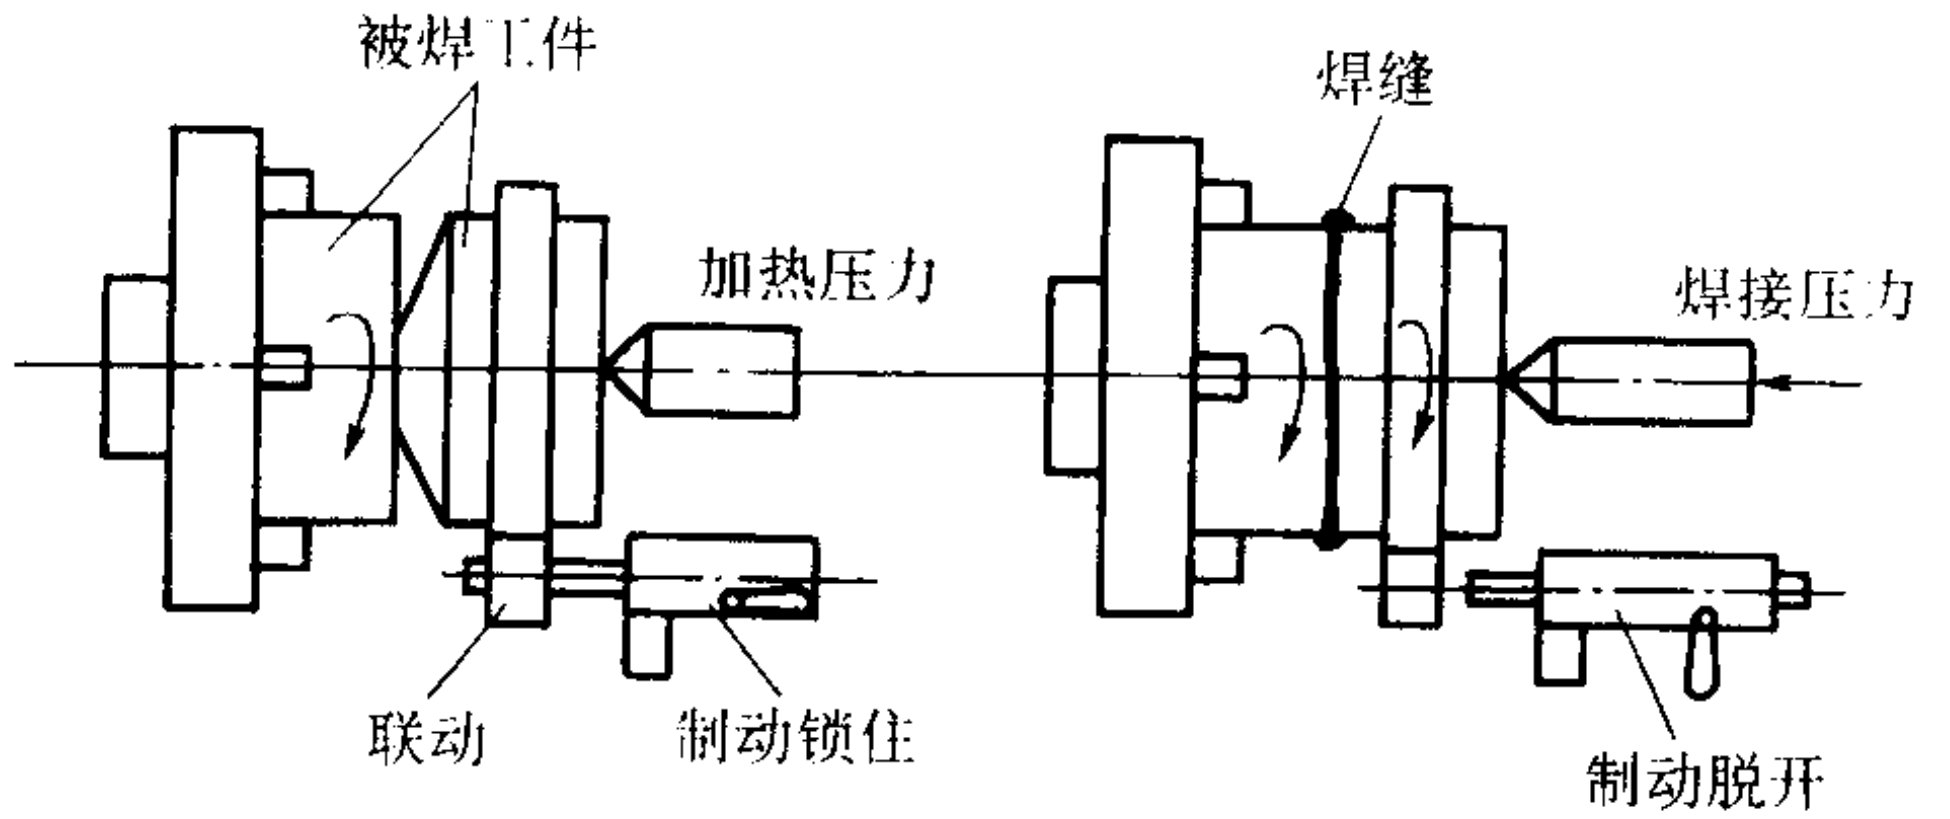 被焊工件
焊缝
加热压力
焊接压力
联动
制动锁住
制动脱开